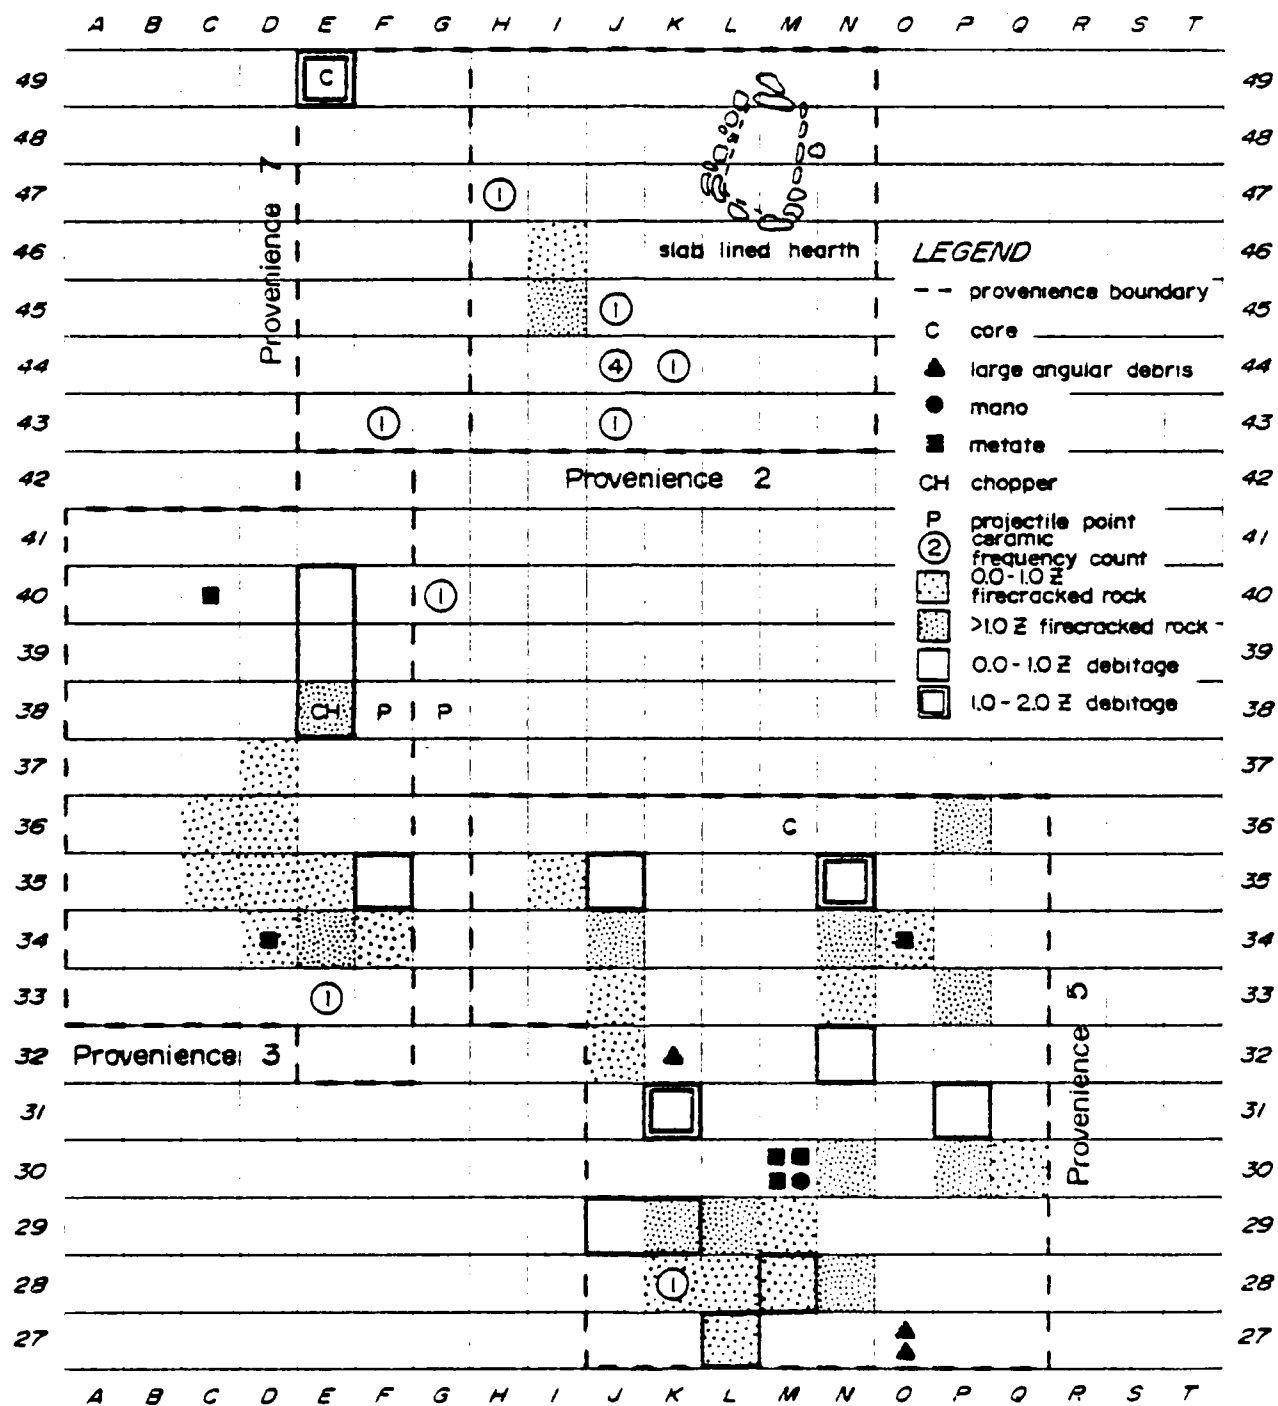 A B C D E F G H I J K L M N O P Q R S T
49 C 49
48 48
Provenience 7
47 1 47
46 slab lined hearth 46
LEGEND
-- provenience boundary
45 1 45
C core
44 4 1 44
large angular debris
mano
43 1 1 43
metate
42 Provenience 2 42
CH chopper
P projectile point
41 41
2 ceramic frequency count
40 1 40
0.0-1.0 Z firecracked rock
>1.0 Z firecracked rock
39 39
0.0-1.0 Z debitage
38 CH P P 38
1.0-2.0 Z debitage
37 37
36 C 36
35 35
34 34
33 1 33
Provenience 5
32 Provenience 3 32
31 31
30 30
29 29
28 1 28
27 27
A B C D E F G H I J K L M N O P Q R S T